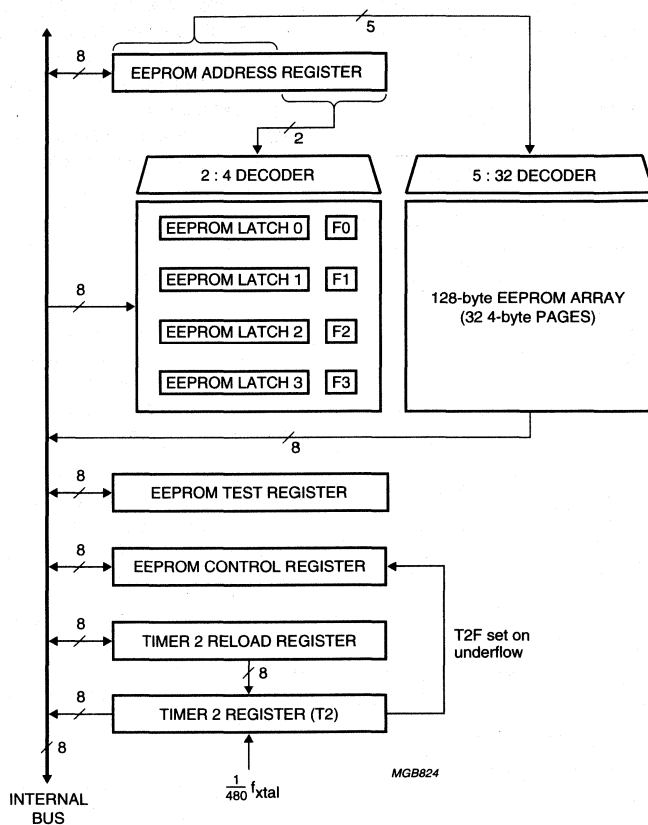 5
8
EEPROM ADDRESS REGISTER
2
2 : 4 DECODER
5 : 32 DECODER
EEPROM LATCH 0 F0
EEPROM LATCH 1 F1
8
128-byte EEPROM ARRAY
(32 4-byte PAGES)
EEPROM LATCH 2 F2
EEPROM LATCH 3 F3
8
8
EEPROM TEST REGISTER
8
EEPROM CONTROL REGISTER
8
TIMER 2 RELOAD REGISTER
T2F set on
underflow
8
8
TIMER 2 REGISTER (T2)
8
1/480 fxtal
MGB824
INTERNAL
BUS